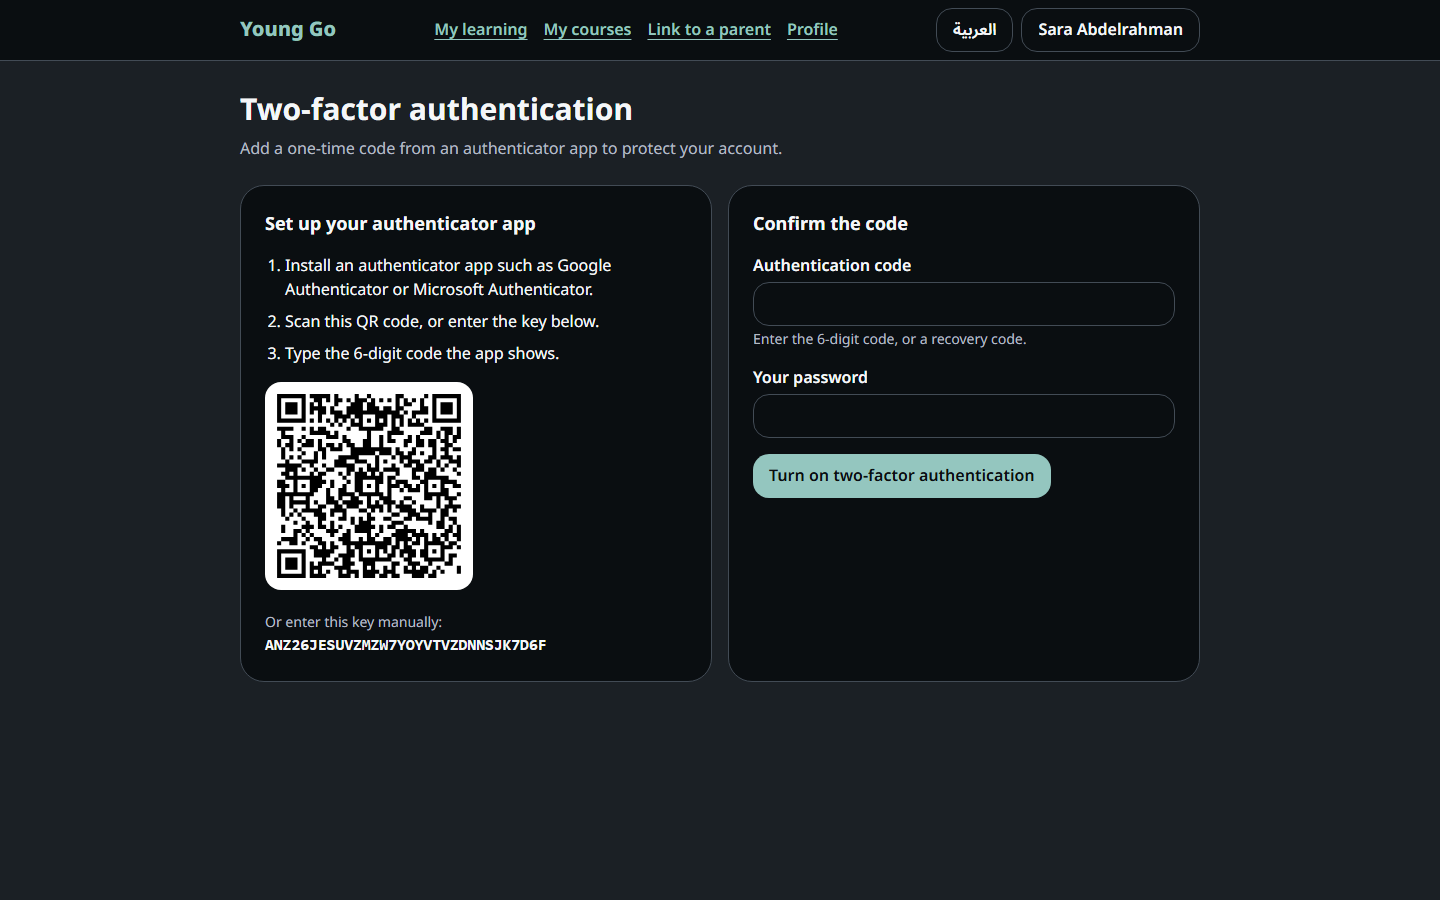 Young Go
My learning
My courses
Link to a parent
Profile
العربية
Sara Abdelrahman
Two-factor authentication
Add a one-time code from an authenticator app to protect your account.
Set up your authenticator app
1. Install an authenticator app such as Google
Authenticator or Microsoft Authenticator.
2. Scan this QR code, or enter the key below.
3. Type the 6-digit code the app shows.
Or enter this key manually:
ANZ26JESUVZMZW7YOYVTVZDNNSJK7D6F
Confirm the code
Authentication code
Enter the 6-digit code, or a recovery code.
Your password
Turn on two-factor authentication